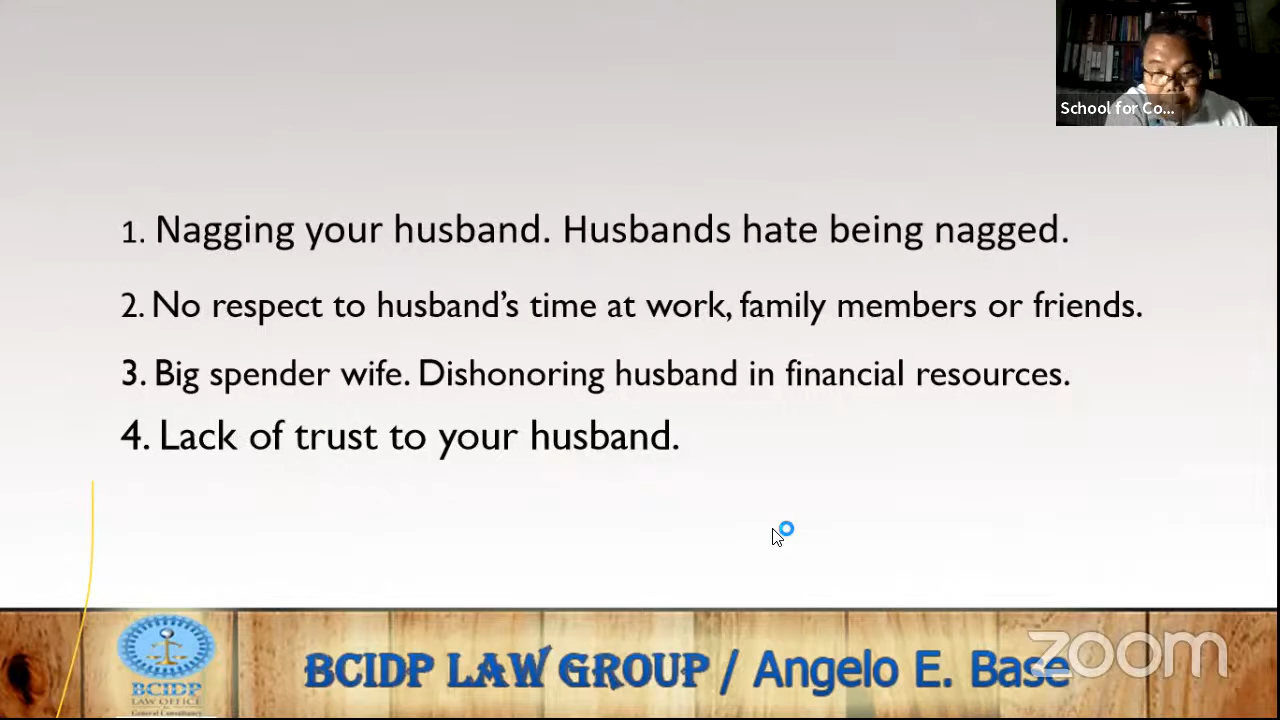 School for Co...
1. Nagging your husband. Husbands hate being nagged.
2. No respect to husband's time at work, family members or friends.
3. Big spender wife. Dishonoring husband in financial resources.
4. Lack of trust to your husband.
BCIDP
LAW OFFICE
General Consultancy
BCIDP LAW GROUP / Angelo E. Base
zoom